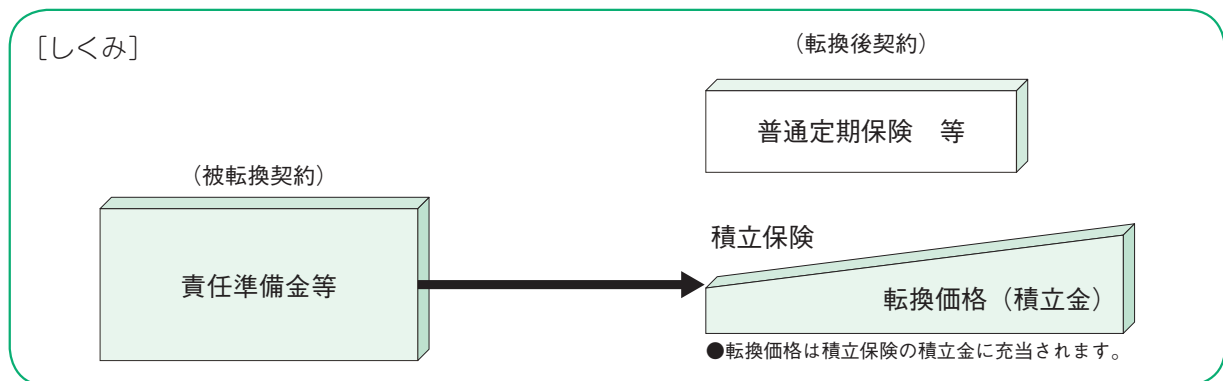 [しくみ]
（転換後契約）
普通定期保険　等
（被転換契約）
責任準備金等
積立保険
転換価格（積立金）
●転換価格は積立保険の積立金に充当されます。